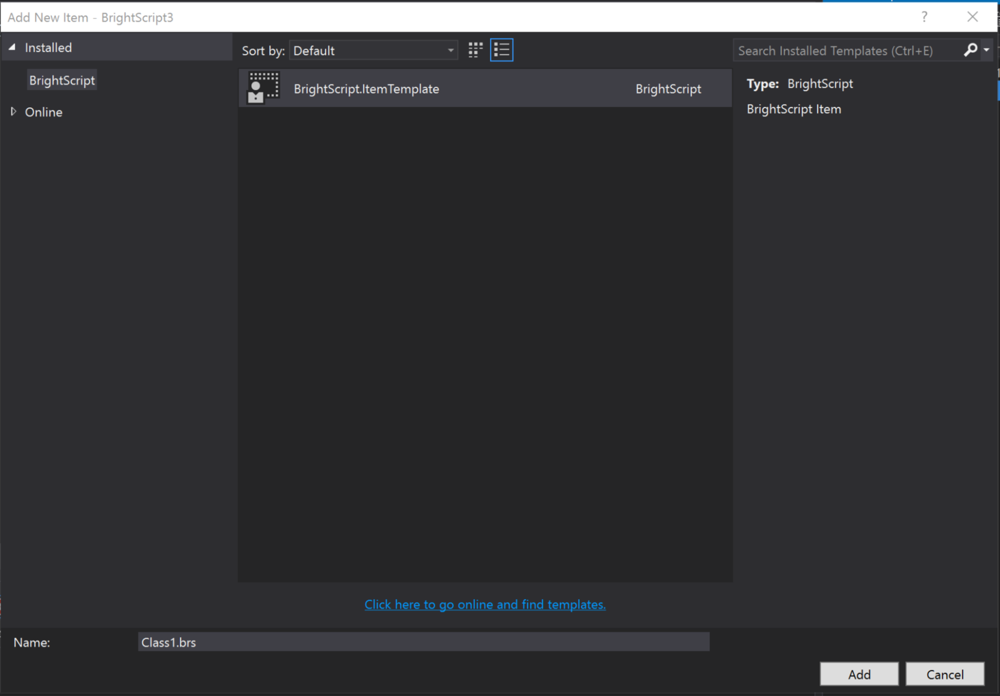 Add New Item - BrightScript3
?
Installed
Sort by: Default
Search Installed Templates (Ctrl+E)
BrightScript
BrightScript.ItemTemplate
BrightScript
Type: BrightScript
BrightScript Item
Online
Click here to go online and find templates.
Name:
Class1.brs
Add
Cancel